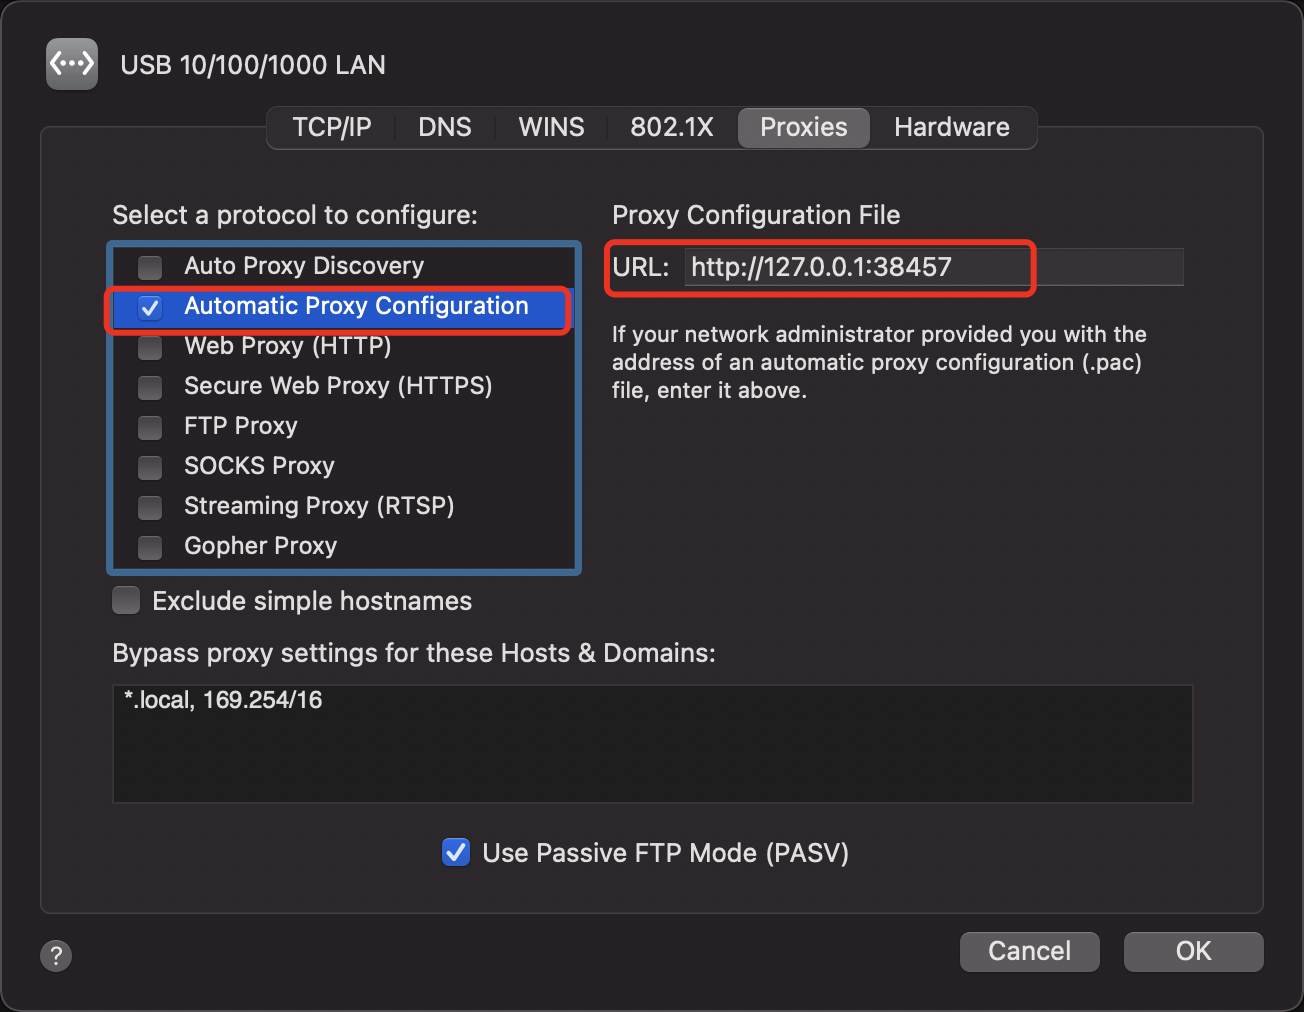 USB 10/100/1000 LAN
TCP/IP DNS WINS 802.1X Proxies Hardware
Select a protocol to configure:
Auto Proxy Discovery
Automatic Proxy Configuration
Web Proxy (HTTP)
Secure Web Proxy (HTTPS)
FTP Proxy
SOCKS Proxy
Streaming Proxy (RTSP)
Gopher Proxy
Proxy Configuration File
URL: http://127.0.0.1:38457
If your network administrator provided you with the
address of an automatic proxy configuration (.pac)
file, enter it above.
Exclude simple hostnames
Bypass proxy settings for these Hosts & Domains:
*.local, 169.254/16
Use Passive FTP Mode (PASV)
? Cancel OK